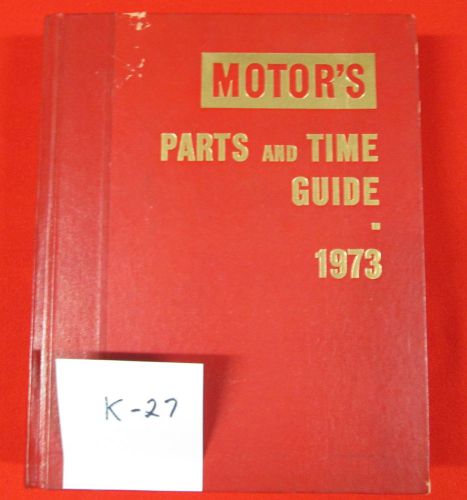 MOTOR'S
PARTS AND TIME
GUIDE
1973
K-27